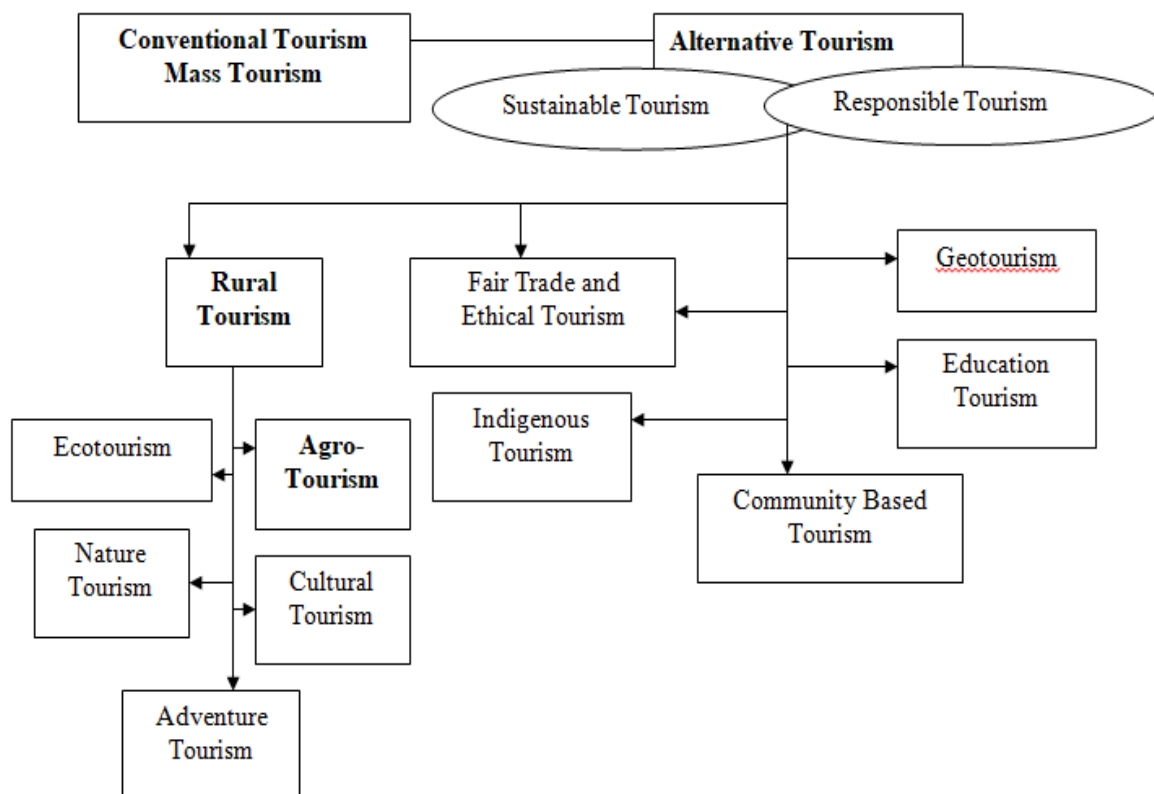 Conventional Tourism
Mass Tourism
Alternative Tourism
Sustainable Tourism
Responsible Tourism
Rural
Tourism
Fair Trade and
Ethical Tourism
Geotourism
Education
Tourism
Indigenous
Tourism
Community Based
Tourism
Ecotourism
Agro-
Tourism
Nature
Tourism
Cultural
Tourism
Adventure
Tourism